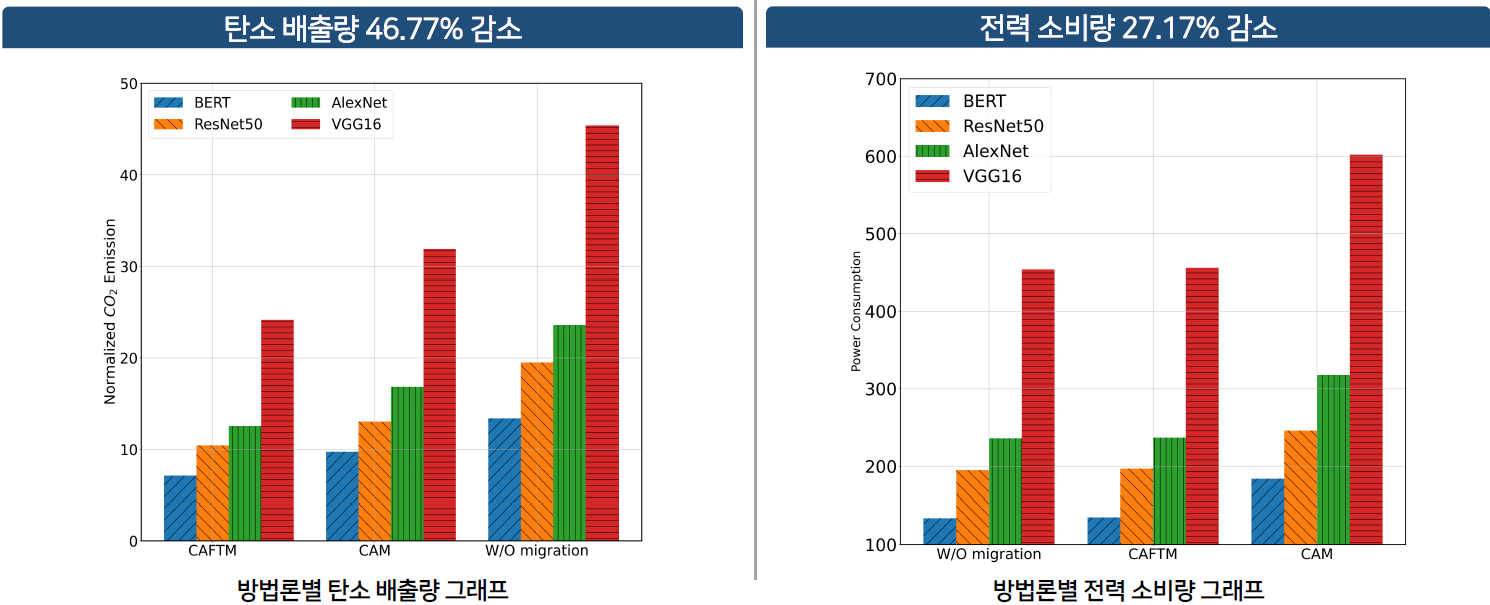 탄소 배출량 46.77% 감소
50
40
30
20
10
0
Normalized CO2 Emission
BERT
ResNet50
AlexNet
VGG16
CAFTM
CAM
W/O migration
방법론별 탄소 배출량 그래프
전력 소비량 27.17% 감소
700
600
500
400
300
200
100
Power Consumption
BERT
ResNet50
AlexNet
VGG16
W/O migration
CAFTM
CAM
방법론별 전력 소비량 그래프